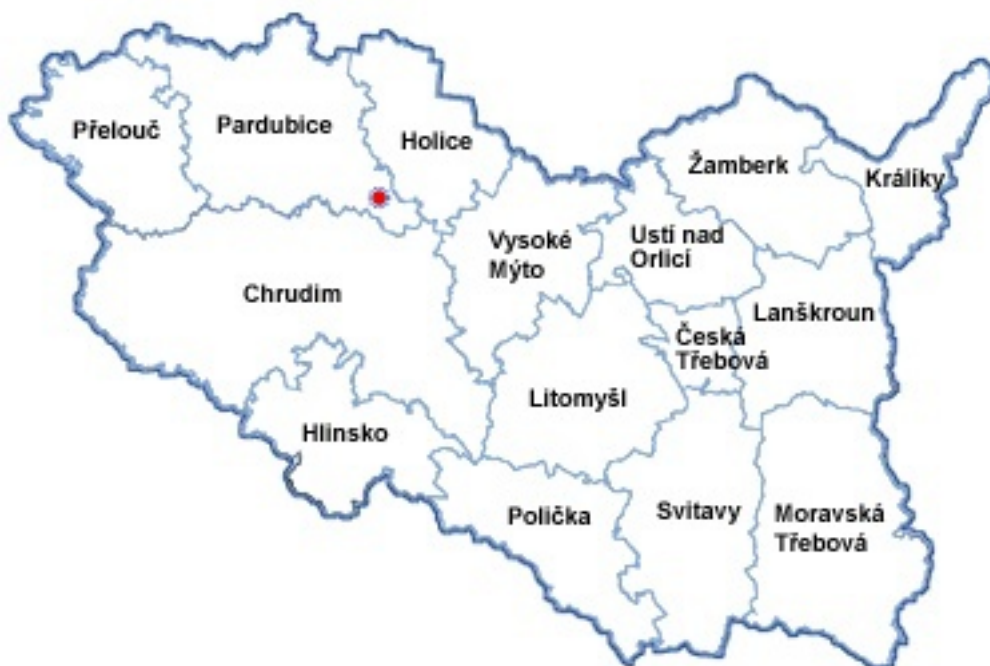 Přelouč
Pardubice
Holice
Žamberk
Králíky
Vysoké
Mýto
Ustí nad
Orlicí
Chrudim
Lanškroun
Česká
Třebová
Litomyšl
Hlinsko
Polička
Svitavy
Moravská
Třebová